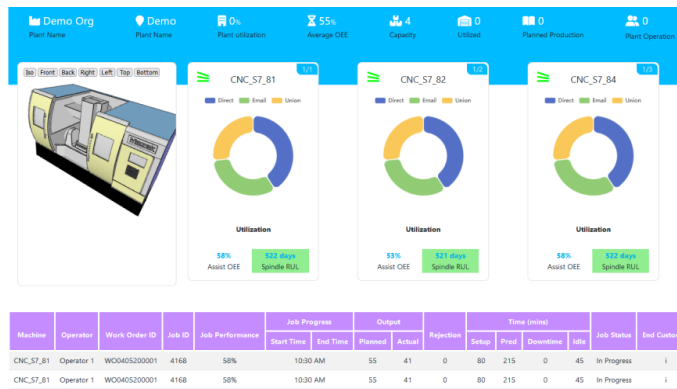 Demo Org
Plant Name
Demo
Plant Name
0%
Plant utilization
55%
Average OEE
4
Capacity
0
Utilized
0
Planned Production
0
Plant Operation
Iso Front Back Right Left Top Bottom
1/1
CNC_S7_81
Direct Email Union
Utilization
58% 522 days
Assist OEE Spindle RUL
1/2
CNC_S7_82
Direct Email Union
Utilization
53% 521 days
Assist OEE Spindle RUL
1/3
CNC_S7_84
Direct Email Union
Utilization
58% 522 days
Assist OEE Spindle RUL
Machine Operator Work Order ID Job ID Job Performance Job Progress Output Rejection Time (mins) Job Status End Custo
Start Time End Time Planned Actual Setup Pred Downtime Idle
CNC_S7_81 Operator 1 WO0405200001 4168 58% 10:30 AM 55 41 0 80 215 0 45 In Progress i
CNC_S7_81 Operator 1 WO0405200001 4168 58% 10:30 AM 55 41 0 80 215 0 45 In Progress i